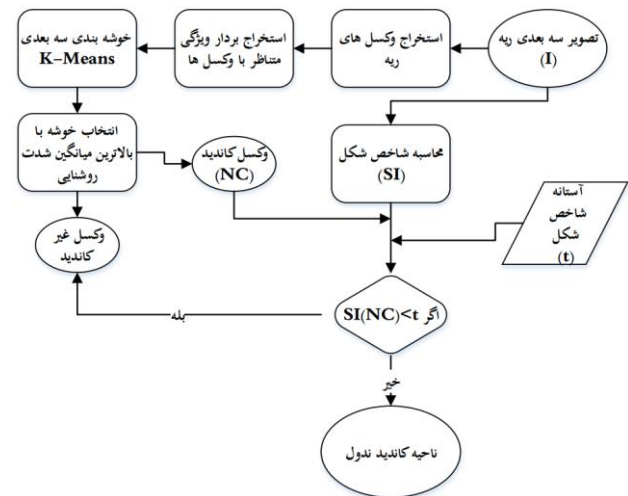 تصویر سه بعدی ریه
(I)
استخراج وکسل های
ریه
استخراج بردار ویژگی
متناظر با وکسل ها
خوشه بندی سه بعدی
K-Means
انتخاب خوشه با
بالاترین میانگین شدت
روشنایی
وکسل کاندید
(NC)
محاسبه شاخص شکل
(SI)
آستانه
شاخص
شکل
(t)
وکسل غیر
کاندید
اگر SI(NC)<t
بله
خیر
ناحیه کاندید ندول